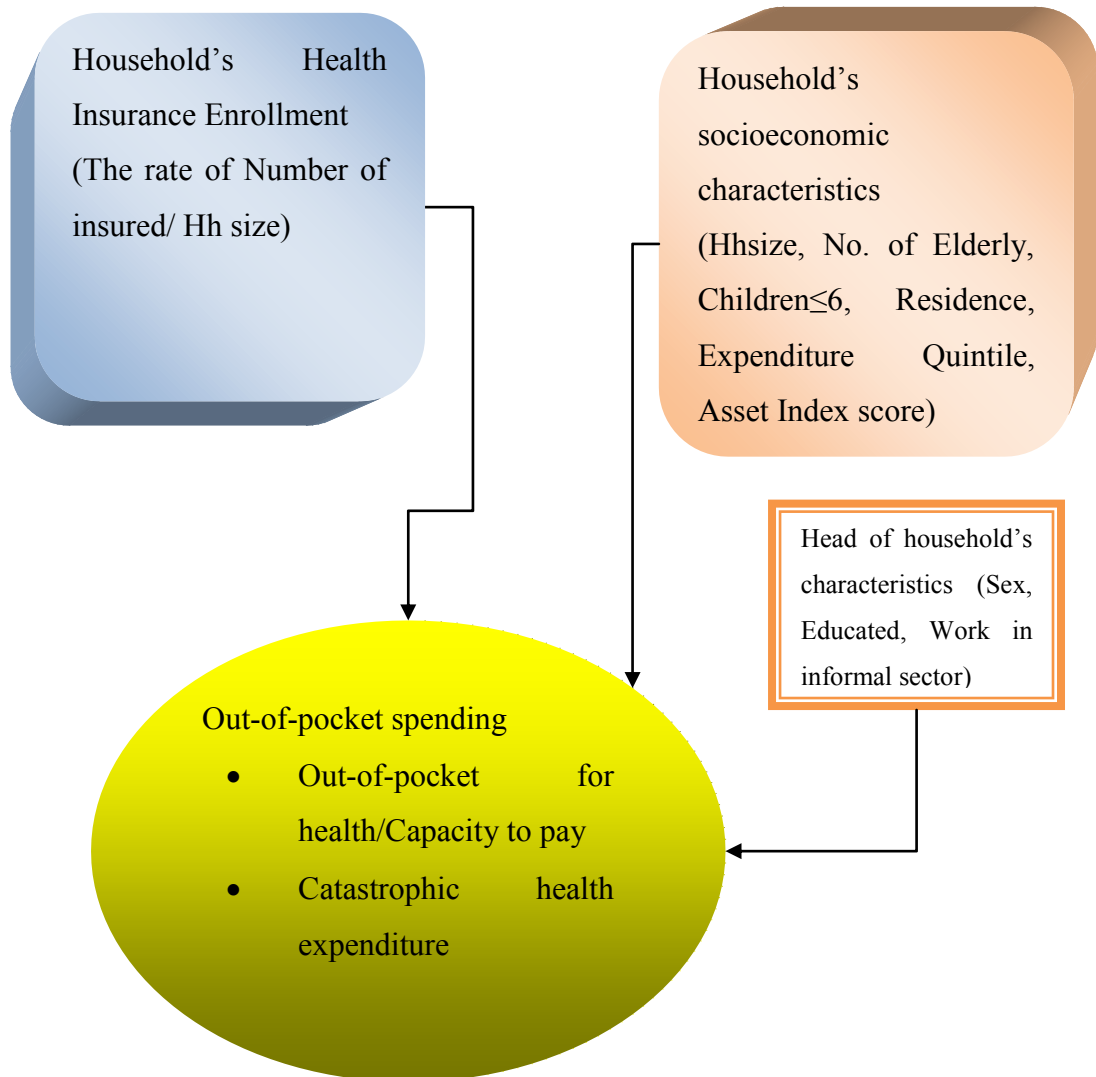 Household’s Health
Insurance Enrollment
(The rate of Number of
insured/ Hh size)
Household’s
socioeconomic
characteristics
(Hhsize, No. of Elderly,
Children≤6, Residence,
Expenditure Quintile,
Asset Index score)
Head of household’s
characteristics (Sex,
Educated, Work in
informal sector)
Out-of-pocket spending
• Out-of-pocket for
health/Capacity to pay
• Catastrophic health
expenditure